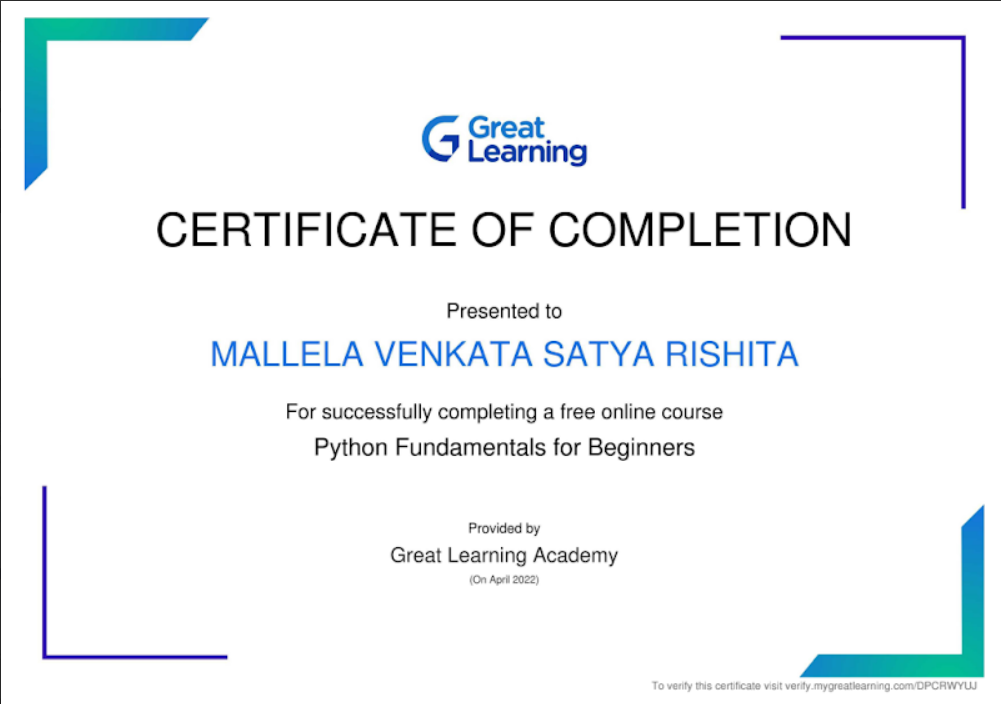 Great
Learning
CERTIFICATE OF COMPLETION
Presented to
MALLELA VENKATA SATYA RISHITA
For successfully completing a free online course
Python Fundamentals for Beginners
Provided by
Great Learning Academy
(On April 2022)
To verify this certificate visit verify.mygreatlearning.com/DPCRWYUJ